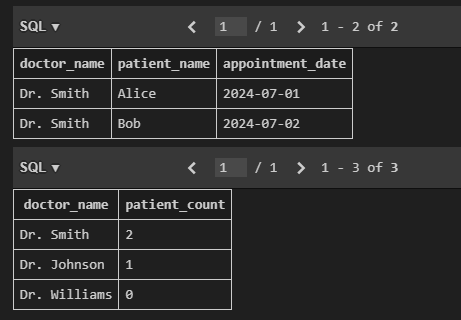 SQL ▼ < 1 / 1 > 1 - 2 of 2
doctor_name patient_name appointment_date
Dr. Smith Alice 2024-07-01
Dr. Smith Bob 2024-07-02
SQL ▼ < 1 / 1 > 1 - 3 of 3
doctor_name patient_count
Dr. Smith 2
Dr. Johnson 1
Dr. Williams 0